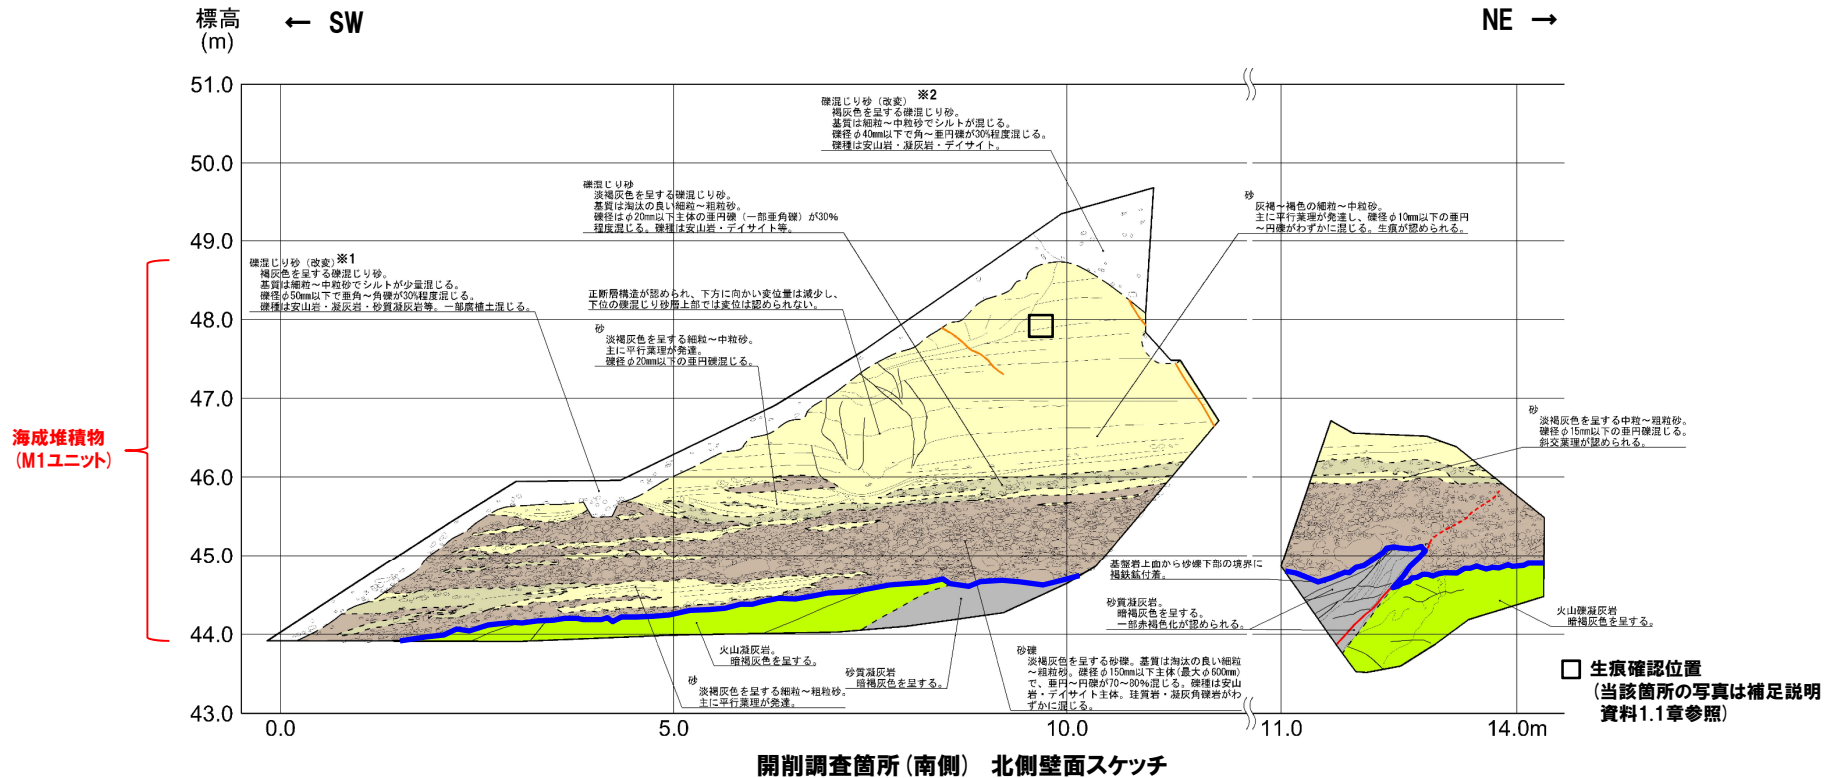 標高
(m)
← SW
NE →
51.0
50.0
49.0
48.0
47.0
46.0
45.0
44.0
43.0
礫混じり砂（改変） ※2
褐灰色を呈する礫混じり砂。
基質は細粒～中粒砂でシルトが混じる。
礫径φ40mm以下で角～亜円礫が30%程度混じる。
礫種は安山岩・凝灰岩・デイサイト。
礫混じり砂
淡褐灰色を呈する礫混じり砂。
基質は淘汰の良い細粒～粗粒砂。
礫径はφ20mm以下主体の亜円礫（一部亜角礫）が30%
程度混じる。礫種は安山岩・デイサイト等。
砂
灰褐～褐色の細粒～中粒砂。
主に平行葉理が発達し、礫径φ10mm以下の亜円
～円礫がわずかに混じる。生痕が認められる。
礫混じり砂（改変）※1
褐灰色を呈する礫混じり砂。
基質は細粒～中粒砂でシルトが少量混じる。
礫径φ50mm以下で亜角～角礫が30%程度混じる。
礫種は安山岩・凝灰岩・砂質凝灰岩等。一部腐植土混じる。
正断層構造が認められ、下方に向かい変位量は減少し、
下位の礫混じり砂層上部では変位は認められない。
砂
淡褐灰色を呈する細粒～中粒砂。
主に平行葉理が発達。
礫径φ20mm以下の亜円礫混じる。
海成堆積物
(M1ユニット)
砂
淡褐灰色を呈する中粒～粗粒砂。
礫径φ15mm以下の亜円礫混じる。
斜交葉理が認められる。
基盤岩上面から砂礫下部の境界に
褐鉄鉱付着。
砂質凝灰岩。
暗褐灰色を呈する。
一部赤褐色化が認められる。
火山礫凝灰岩
暗褐灰色を呈する。
火山凝灰岩。
暗褐灰色を呈する。
砂質凝灰岩
暗褐灰色を呈する。
砂
淡褐灰色を呈する細粒～粗粒砂。
主に平行葉理が発達。
砂礫
淡褐灰色を呈する砂礫。基質は淘汰の良い細粒
～粗粒砂。礫径φ150mm以下主体(最大φ600mm)
で、亜円～円礫が70～80%混じる。礫種は安山
岩・デイサイト主体。珪質岩・凝灰角礫岩がわ
ずかに混じる。
生痕確認位置
(当該箇所の写真は補足説明
資料1.1章参照)
0.0
5.0
10.0
11.0
14.0m
開削調査箇所(南側) 北側壁面スケッチ